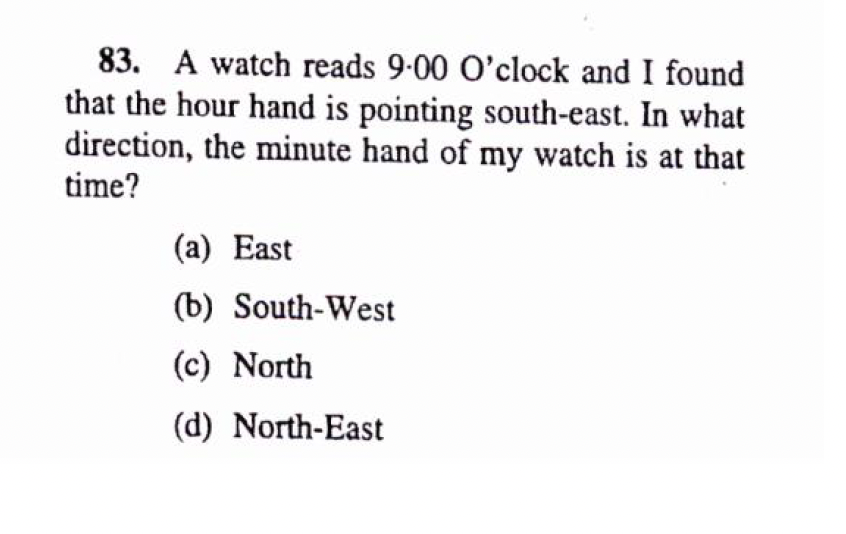 83. A watch reads 9·00 O'clock and I found
that the hour hand is pointing south-east. In what
direction, the minute hand of my watch is at that
time?
(a) East
(b) South-West
(c) North
(d) North-East